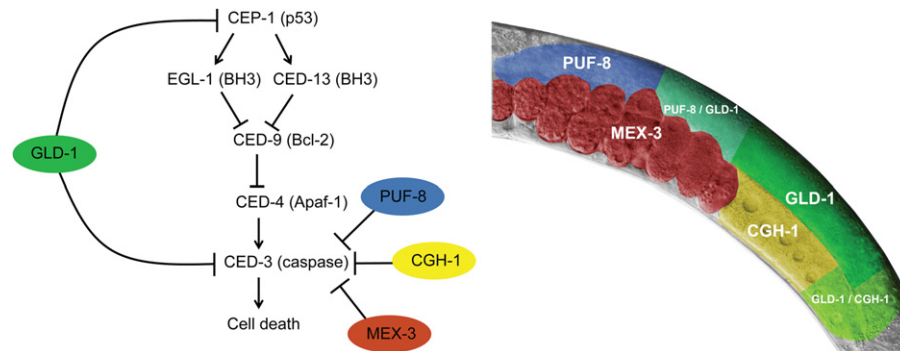 CEP-1 (p53)
EGL-1 (BH3) CED-13 (BH3)
CED-9 (Bcl-2)
GLD-1
CED-4 (Apaf-1)
PUF-8
CED-3 (caspase)
CGH-1
Cell death
MEX-3
PUF-8
PUF-8 / GLD-1
MEX-3
GLD-1
CGH-1
GLD-1 / CGH-1